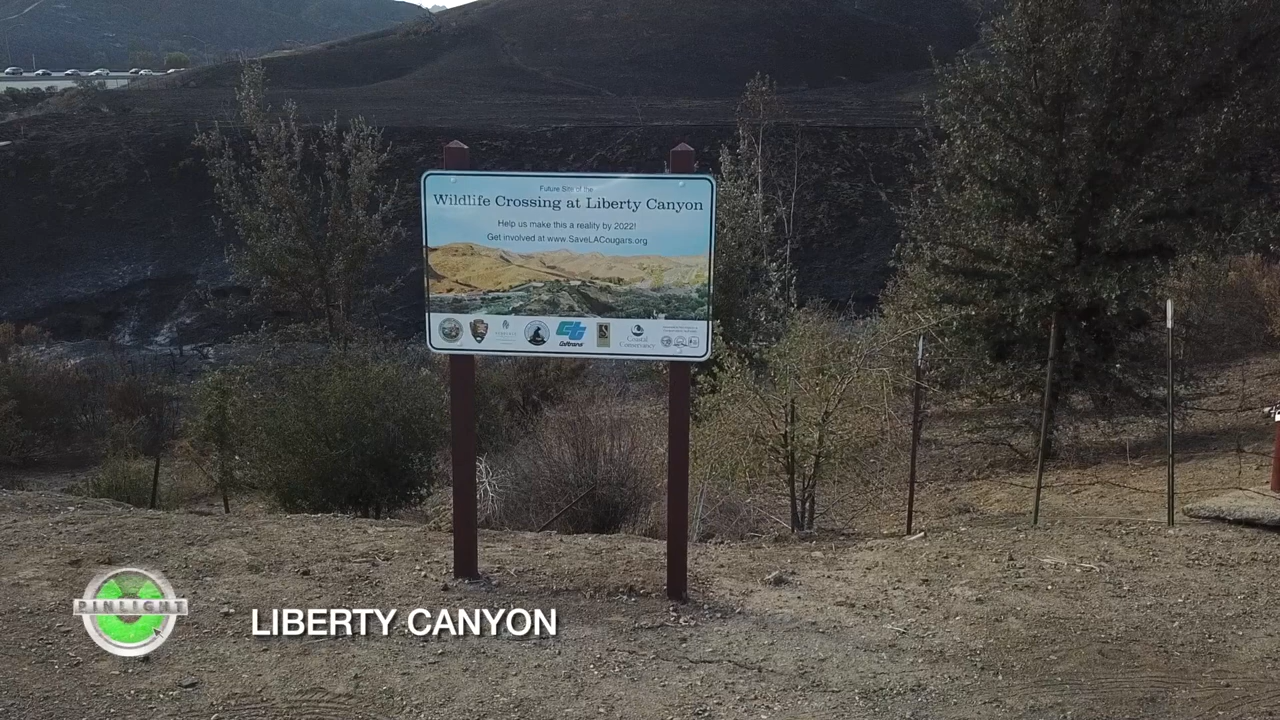 Future Site of the
Wildlife Crossing at Liberty Canyon
Help us make this a reality by 2022!
Get involved at www.SaveLACougars.org
Caltrans
Coastal
Conservancy
PINLIGHT
LIBERTY CANYON